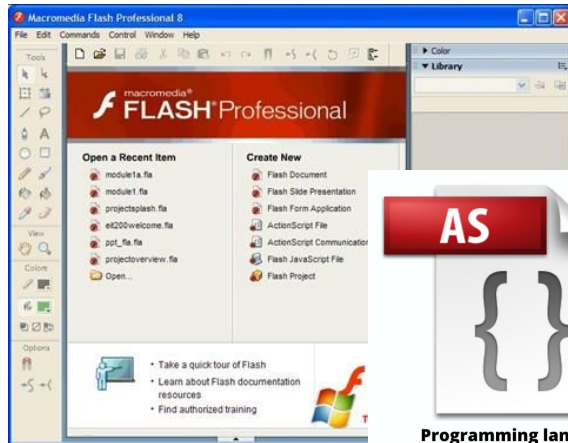 Macromedia Flash Professional 8
File Edit Commands Control Window Help
Tools
Color
Library
macromedia®
FLASH® Professional
Open a Recent Item
module1a.fla
module1.fla
projectsplash.fla
eit200welcome.fla
ppt_fla.fla
projectoverview.fla
Open...
Create New
Flash Document
Flash Slide Presentation
Flash Form Application
ActionScript File
ActionScript Communication
Flash JavaScript File
Flash Project
View
Colors
Options
Take a quick tour of Flash
Learn about Flash documentation
resources
Find authorized training
AS
{ }
Programming lan